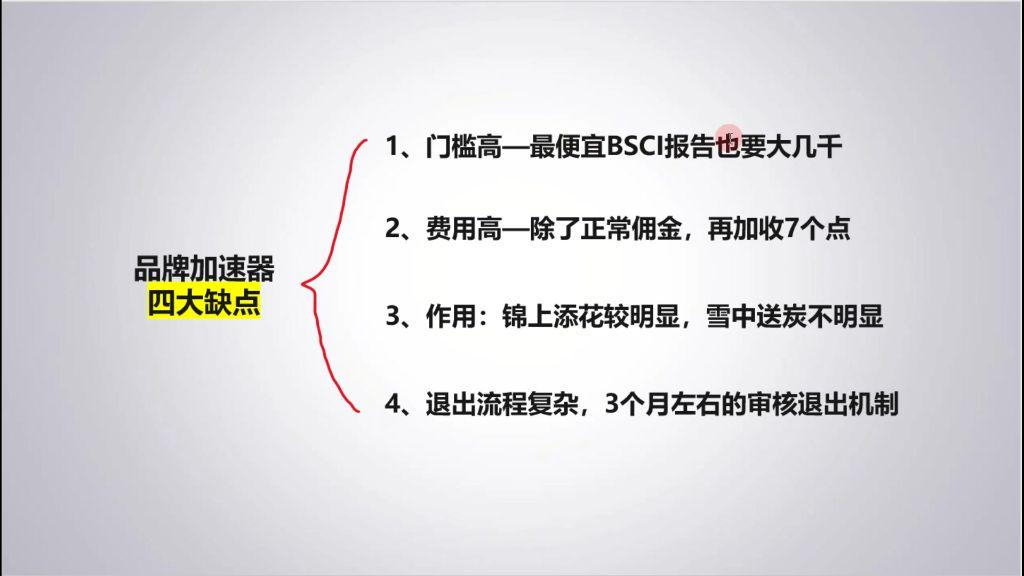 品牌加速器
四大缺点
1、门槛高—最便宜BSCI报告也要大几千
2、费用高—除了正常佣金，再加收7个点
3、作用：锦上添花较明显，雪中送炭不明显
4、退出流程复杂，3个月左右的审核退出机制